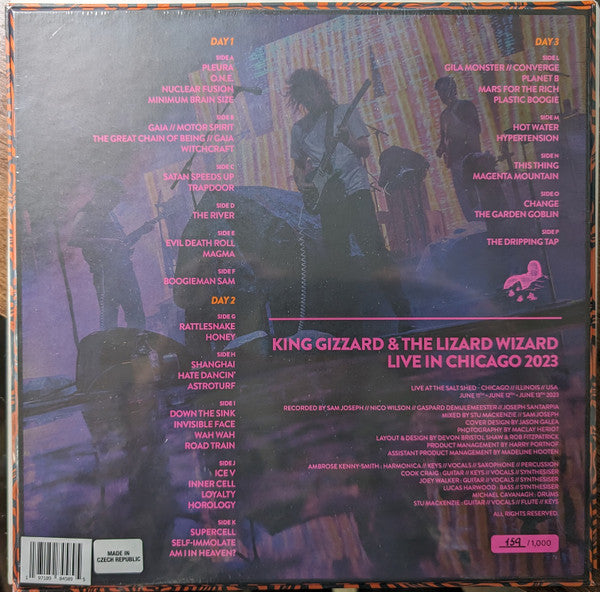 DAY 1
SIDE A
PLEURA
O.N.E.
NUCLEAR FUSION
MINIMUM BRAIN SIZE
SIDE B
GAIA // MOTOR SPIRIT
THE GREAT CHAIN OF BEING // GAIA
WITCHCRAFT
SIDE C
SATAN SPEEDS UP
TRAPDOOR
SIDE D
THE RIVER
SIDE E
EVIL DEATH ROLL
MAGMA
SIDE F
BOOGIEMAN SAM
DAY 2
SIDE G
RATTLESNAKE
HONEY
SIDE H
SHANGHAI
HATE DANCIN'
ASTROTURF
SIDE I
DOWN THE SINK
INVISIBLE FACE
WAH WAH
ROAD TRAIN
SIDE J
ICE V
INNER CELL
LOYALTY
HOROLOGY
SIDE K
SUPERCELL
SELF-IMMOLATE
AM I IN HEAVEN?
DAY 3
SIDE L
GILA MONSTER // CONVERGE
PLANET B
MARS FOR THE RICH
PLASTIC BOOGIE
SIDE M
HOT WATER
HYPERTENSION
SIDE N
THIS THING
MAGENTA MOUNTAIN
SIDE O
CHANGE
THE GARDEN GOBLIN
SIDE P
THE DRIPPING TAP
KING GIZZARD & THE LIZARD WIZARD
LIVE IN CHICAGO 2023
LIVE AT THE SALT SHED - CHICAGO // ILLINOIS // USA
JUNE 11TH - JUNE 12TH - JUNE 13TH 2023
RECORDED BY SAM JOSEPH // NICO WILSON // GASPARD DEMULEMEESTER // JOSEPH SANTARPIA
MIXED BY STU MACKENZIE // SAM JOSEPH
COVER DESIGN BY JASON GALEA
PHOTOGRAPHY BY MACLAY HERIOT
LAYOUT & DESIGN BY DEVON BRISTOL SHAW & ROB FITZPATRICK
PRODUCT MANAGEMENT BY HARRY PORTNOF
ASSISTANT PRODUCT MANAGEMENT BY MADELINE HOOTEN
AMBROSE KENNY-SMITH : HARMONICA // KEYS // VOCALS // SAXOPHONE // PERCUSSION
COOK CRAIG : GUITAR // KEYS // VOCALS // SYNTHESISER
JOEY WALKER : GUITAR // VOCALS // SYNTHESISER
LUCAS HARWOOD : BASS // SYNTHESISER
MICHAEL CAVANAGH : DRUMS
STU MACKENZIE : GUITAR // VOCALS // FLUTE // KEYS
ALL RIGHTS RESERVED.
159 / 1,000
MADE IN
CZECH REPUBLIC
1 97189 84589 5